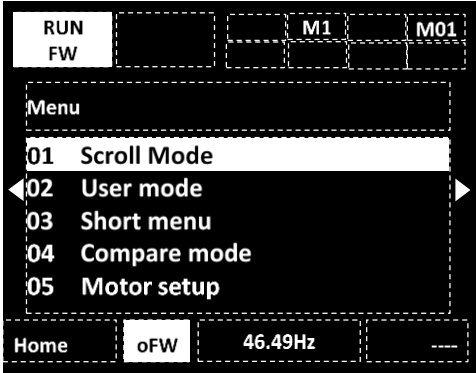 RUN M1 M01
FW
Menu
01 Scroll Mode
02 User mode
03 Short menu
04 Compare mode
05 Motor setup
Home oFW 46.49Hz ----